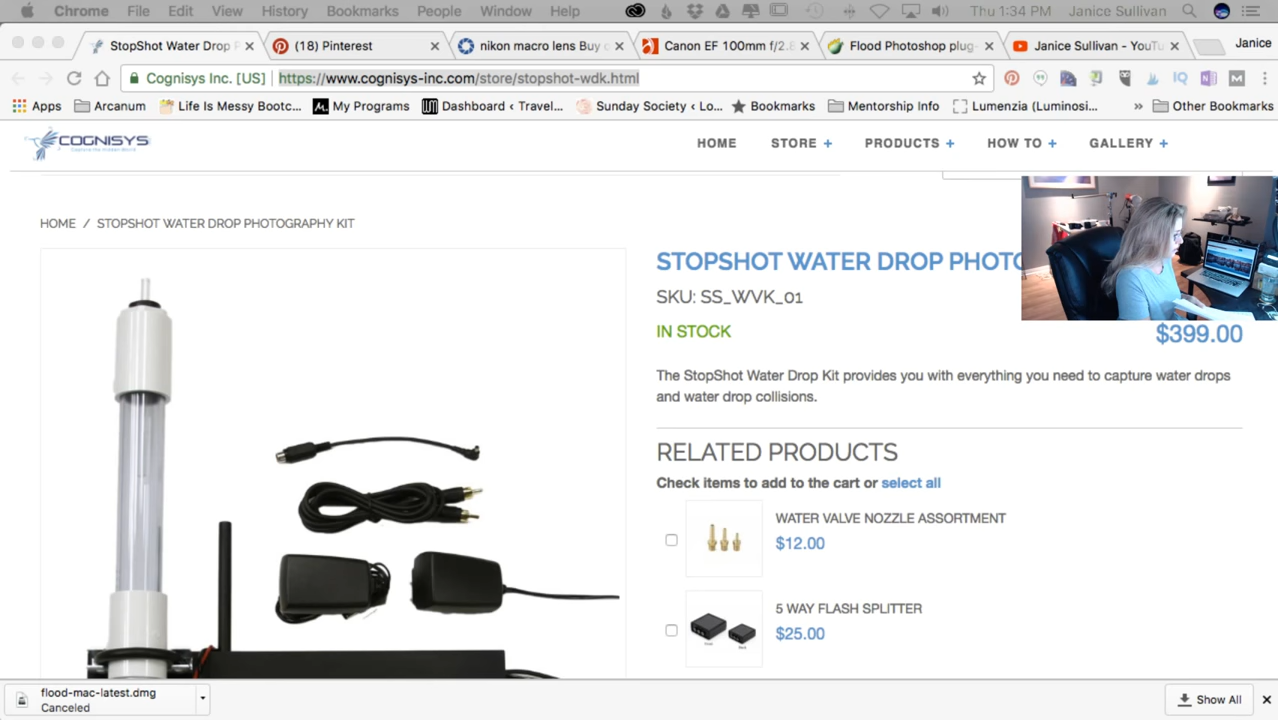 Chrome File Edit View History Bookmarks People Window Help Thu 1:34 PM Janice Sullivan
StopShot Water Drop P × (18) Pinterest × nikon macro lens Buy o × Canon EF 100mm f/2.8 × Flood Photoshop plug- × Janice Sullivan - YouTu × Janice
Cognisys Inc. [US] | https://www.cognisys-inc.com/store/stopshot-wdk.html
Apps Arcanum Life Is Messy Bootc... My Programs Dashboard ‹ Travel... Sunday Society ‹ Lo... Bookmarks Mentorship Info Lumenzia (Luminosi... » Other Bookmarks
COGNISYS
HOME STORE + PRODUCTS + HOW TO + GALLERY +
HOME / STOPSHOT WATER DROP PHOTOGRAPHY KIT
STOPSHOT WATER DROP PHOTO
SKU: SS_WVK_01
IN STOCK
$399.00
The StopShot Water Drop Kit provides you with everything you need to capture water drops
and water drop collisions.
RELATED PRODUCTS
Check items to add to the cart or select all
WATER VALVE NOZZLE ASSORTMENT
$12.00
5 WAY FLASH SPLITTER
$25.00
flood-mac-latest.dmg
Canceled
Show All ×